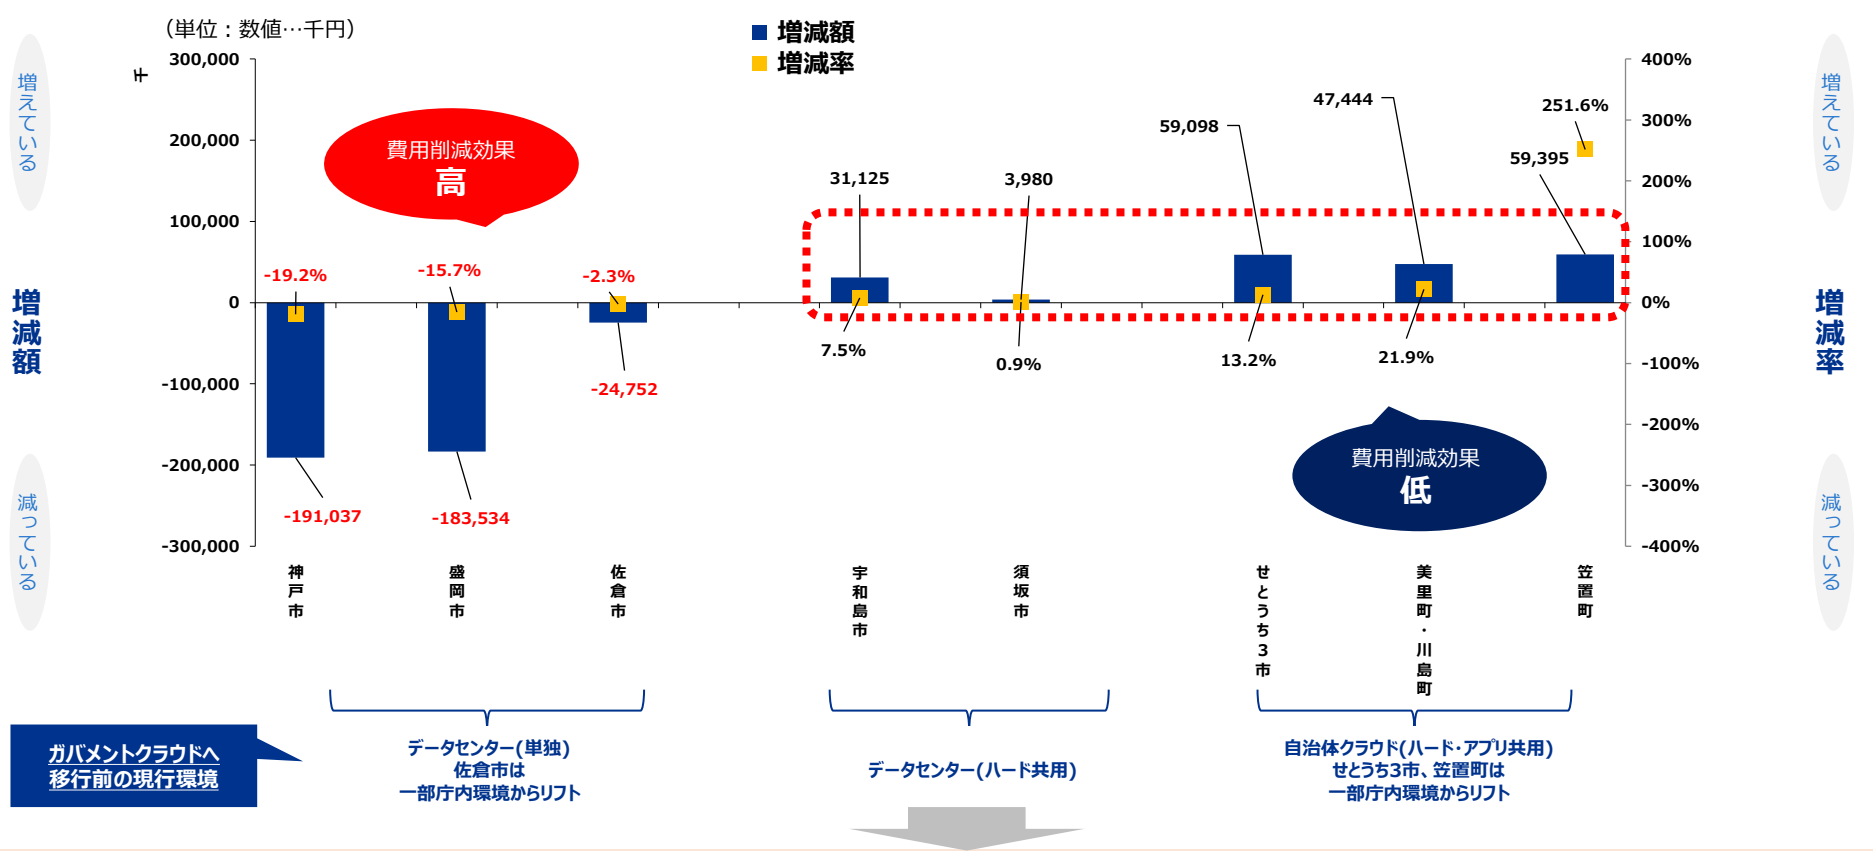 （単位：数値…千円）
増減額
増減率
千
300,000
200,000
100,000
0
-100,000
-200,000
-300,000
400%
300%
200%
100%
0%
-100%
-200%
-300%
-400%
増えている
増減額
減っている
増えている
増減率
減っている
費用削減効果
高
費用削減効果
低
-19.2%
-15.7%
-2.3%
-191,037
-183,534
-24,752
31,125
3,980
59,098
47,444
59,395
251.6%
7.5%
0.9%
13.2%
21.9%
神戸市
盛岡市
佐倉市
宇和島市
須坂市
せとうち3市
美里町・川島町
笠置町
ガバメントクラウドへ
移行前の現行環境
データセンター(単独)
佐倉市は
一部庁内環境からリフト
データセンター(ハード共用)
自治体クラウド(ハード・アプリ共用)
せとうち3市、笠置町は
一部庁内環境からリフト